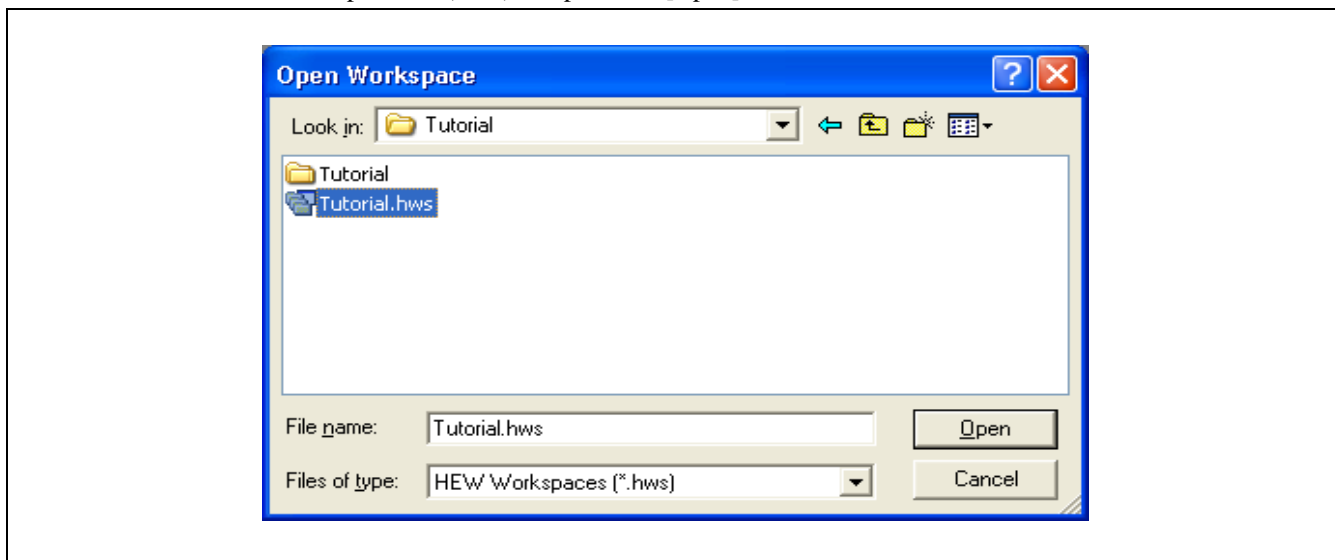 Open Workspace
Look in: Tutorial
Tutorial
Tutorial.hws
File name: Tutorial.hws Open
Files of type: HEW Workspaces (*.hws) Cancel